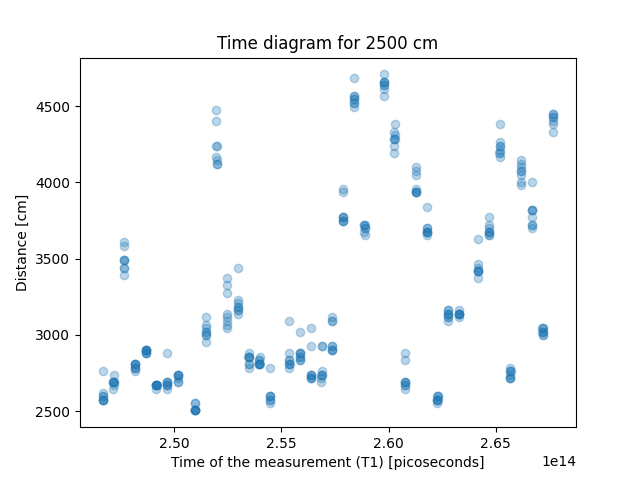 Time diagram for 2500 cm
Distance [cm]
4500
4000
3500
3000
2500
2.50 2.55 2.60 2.65
1e14
Time of the measurement (T1) [picoseconds]